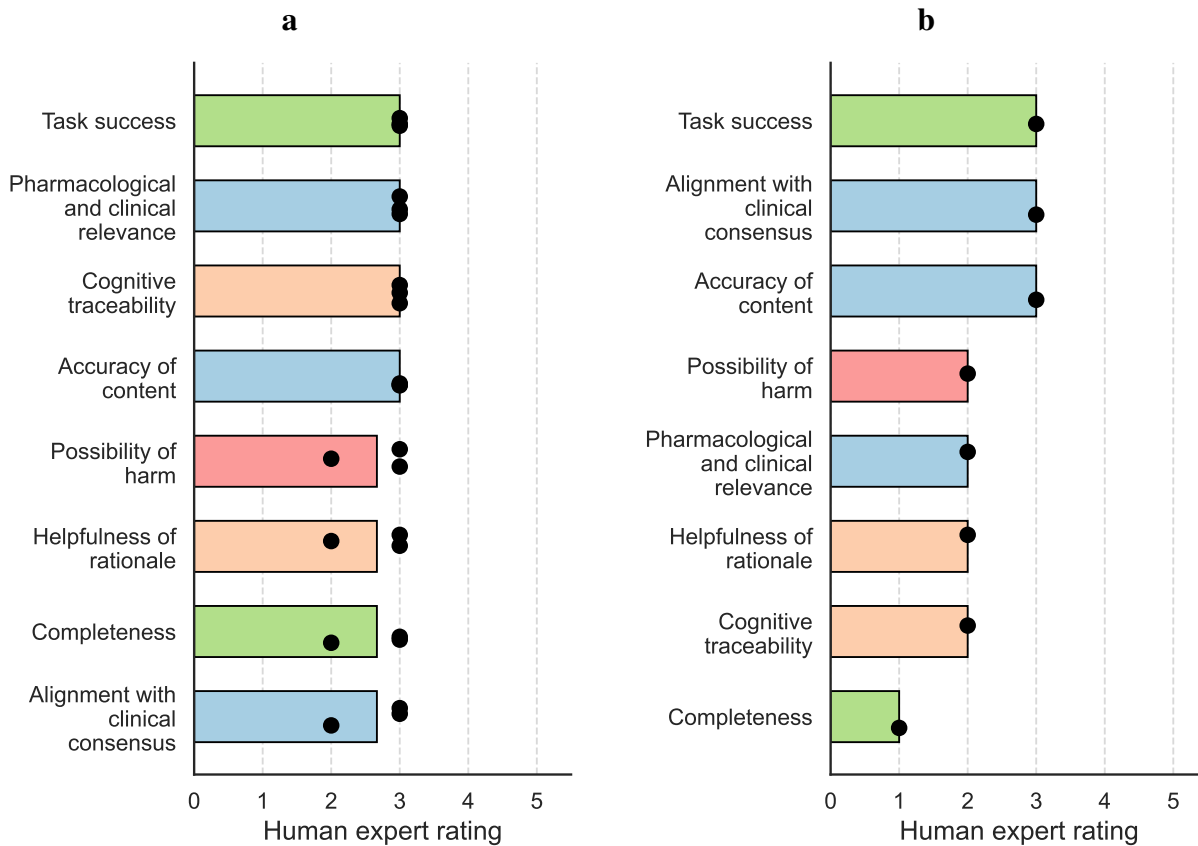 a
Task success
Pharmacological
and clinical
relevance
Cognitive
traceability
Accuracy of
content
Possibility of
harm
Helpfulness of
rationale
Completeness
Alignment with
clinical
consensus
0 1 2 3 4 5
Human expert rating
b
Task success
Alignment with
clinical
consensus
Accuracy of
content
Possibility of
harm
Pharmacological
and clinical
relevance
Helpfulness of
rationale
Cognitive
traceability
Completeness
0 1 2 3 4 5
Human expert rating